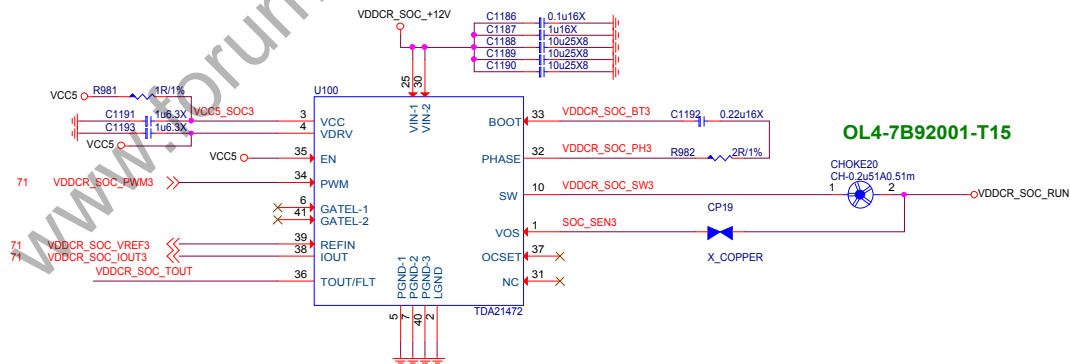 VDDCR_SOC_+12V
C1186 0.1u16X
C1187 1u16X
C1188 10u25X8
C1189 10u25X8
C1190 10u25X8
25 30
R981 1R/1%
VCC5
VCC5_SOC3
C1191 1u6.3X
C1193 1u6.3X
VCC5
VCC5
U100
VIN-1 VIN-2
3 VCC
4 VDRV
35 EN
71 VDDCR_SOC_PWM3 34 PWM
6 GATEL-1
41 GATEL-2
71 VDDCR_SOC_VREF3 39 REFIN
71 VDDCR_SOC_IOUT3 38 IOUT
VDDCR_SOC_TOUT 36 TOUT/FLT
BOOT 33 VDDCR_SOC_BT3 C1192 0.22u16X
PHASE 32 VDDCR_SOC_PH3 R982 2R/1%
OL4-7B92001-T15
CHOKE20
CH-0.2u51A0.51m
SW 10 VDDCR_SOC_SW3 1 2 VDDCR_SOC_RUN
VOS 1 SOC_SEN3 CP19
X_COPPER
OCSET 37
NC 31
PGND-1 PGND-2 PGND-3 LGND
5 7 40 2
TDA21472
www.forum